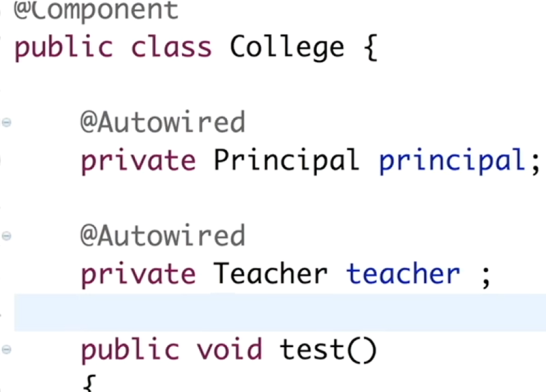 @Component
public class College {
@Autowired
private Principal principal;
@Autowired
private Teacher teacher ;
public void test()
{